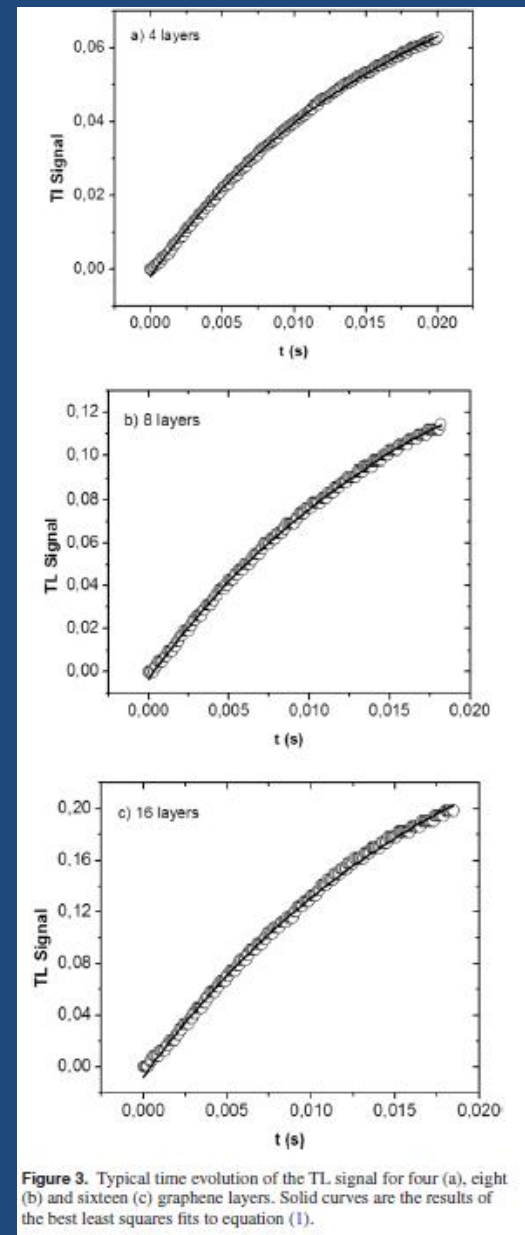 a) 4 layers
0,06
0,04
0,02
0,00
TI Signal
0,000 0,005 0,010 0,015 0,020
t (s)
b) 8 layers
0,12
0,10
0,08
0,06
0,04
0,02
0,00
TL Signal
0,000 0,005 0,010 0,015 0,020
t (s)
c) 16 layers
0,20
0,16
0,12
0,08
0,04
0,00
TL Signal
0,000 0,005 0,010 0,015 0,020
t (s)
Figure 3. Typical time evolution of the TL signal for four (a), eight
(b) and sixteen (c) graphene layers. Solid curves are the results of
the best least squares fits to equation (1).